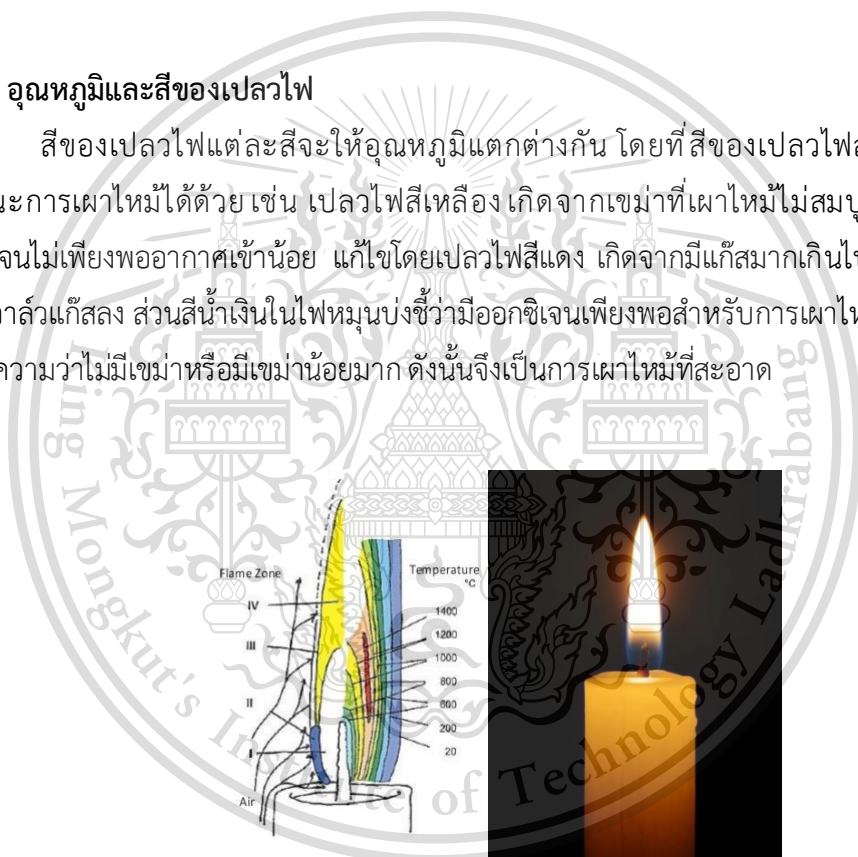 อุณหภูมิและสีของเปลวไฟ
สีของเปลวไฟแต่ละสีจะให้อุณหภูมิแตกต่างกัน โดยที่สีของเปลวไฟส
นะการเผาไหม้ได้ด้วย เช่น เปลวไฟสีเหลือง เกิดจากเขม่าที่เผาไหม้ไม่สมบู
จนไม่เพียงพออากาศเข้าน้อย แก้ไขโดยเปลวไฟสีแดง เกิดจากมีแก๊สมากเกินไป
วาล์วแก๊สลง ส่วนสีน้ำเงินในไฟหมุนบ่งชี้ว่ามีออกซิเจนเพียงพอสำหรับการเผาไห
ความว่าไม่มีเขม่าหรือมีเขม่าน้อยมาก ดังนั้นจึงเป็นการเผาไหม้ที่สะอาด
Flame Zone
IV
III
II
I
Air
Temperature
°C
1400
1200
1000
800
600
200
20
King Mongkut's Institute of Technology Ladkrabang